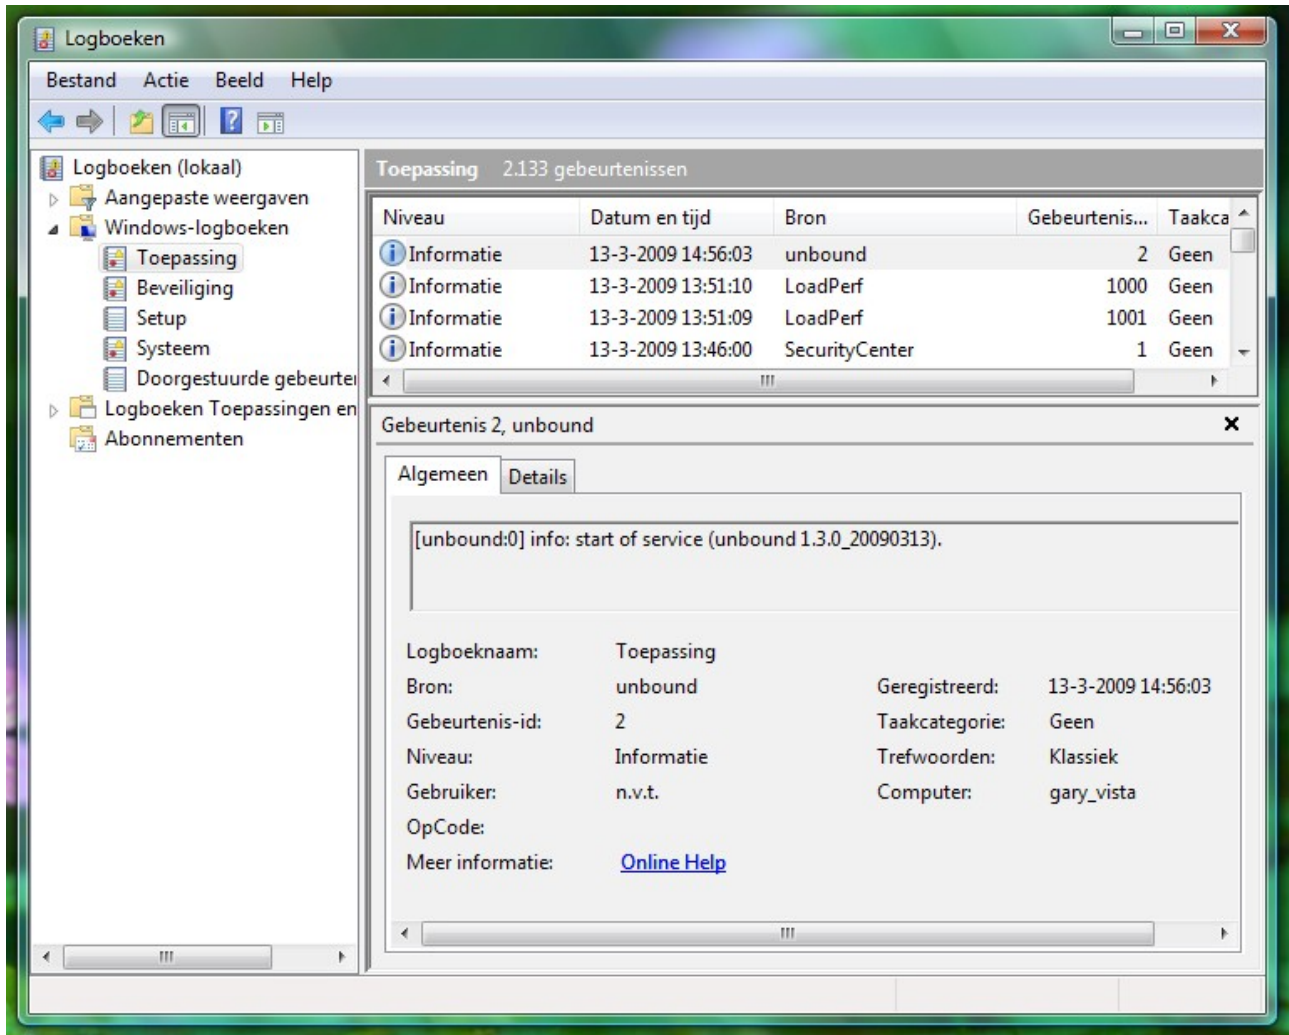 Logboeken
Bestand Actie Beeld Help
Logboeken (lokaal)
Aangepaste weergaven
Windows-logboeken
Toepassing
Beveiliging
Setup
Systeem
Doorgestuurde gebeurte
Logboeken Toepassingen en
Abonnementen
Toepassing 2.133 gebeurtenissen
Niveau Datum en tijd Bron Gebeurtenis... Taakca
Informatie 13-3-2009 14:56:03 unbound 2 Geen
Informatie 13-3-2009 13:51:10 LoadPerf 1000 Geen
Informatie 13-3-2009 13:51:09 LoadPerf 1001 Geen
Informatie 13-3-2009 13:46:00 SecurityCenter 1 Geen
Gebeurtenis 2, unbound
Algemeen Details
[unbound:0] info: start of service (unbound 1.3.0_20090313).
Logboeknaam: Toepassing
Bron: unbound Geregistreerd: 13-3-2009 14:56:03
Gebeurtenis-id: 2 Taakcategorie: Geen
Niveau: Informatie Trefwoorden: Klassiek
Gebruiker: n.v.t. Computer: gary_vista
OpCode:
Meer informatie: Online Help